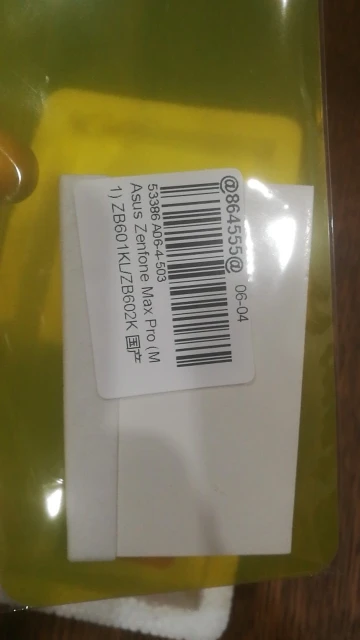 @864555@ 06-04
53386 A06-4-503
Asus Zenfone Max Pro (M
1) ZB601KL/ZB602K 国产